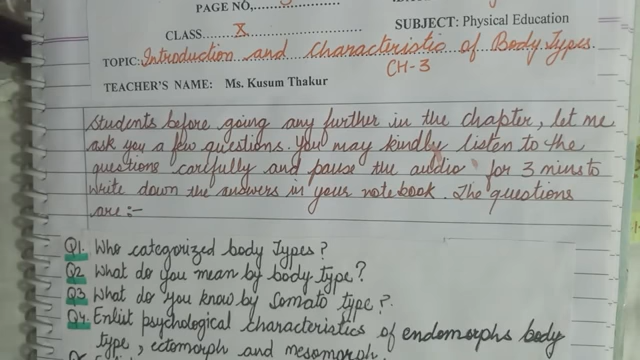 PAGE NO,
CLASS X SUBJECT: Physical Education
TOPIC: Introduction and Characteristic of Body Types.
CH-3
TEACHER'S NAME: Ms. Kusum Thakur
Students before going any further in the chapter, let me
ask you a few questions. You may kindly listen to the
questions carefully and pause the audio for 3 mins to
write down the answers in your notebook. The questions
are :-
Q1. Who categorized body Types?
Q2 What do you mean by body type?
Q3 What do you know by Somato type?
Q4. Enlist psychological characteristics of endomorphs body
type, ectomorph and mesomorph.